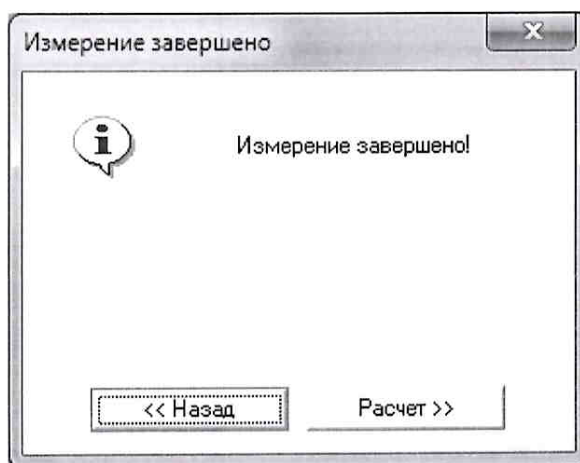 Измерение завершено
Измерение завершено!
<< Назад
Расчет >>